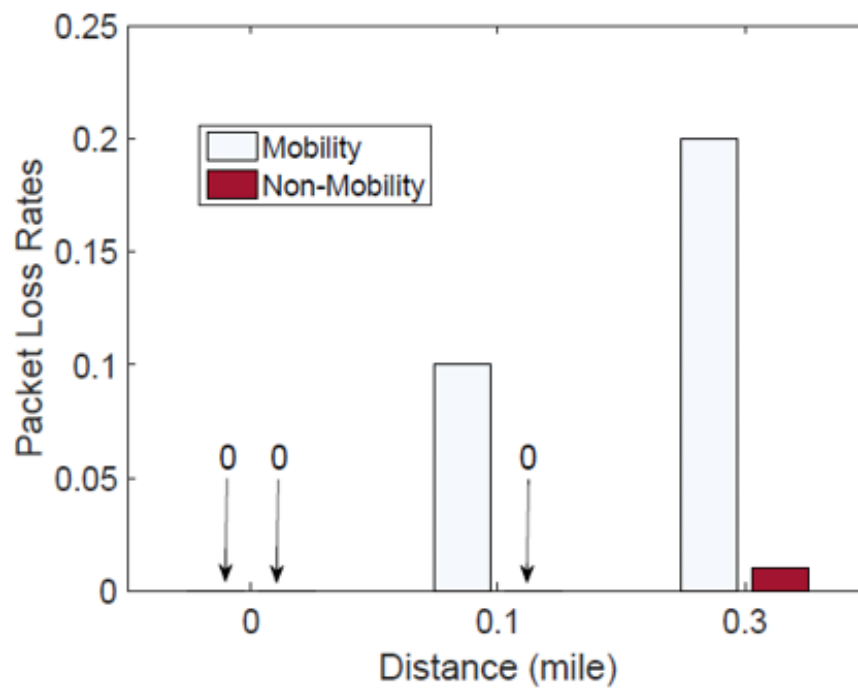 0.25
0.2
0.15
0.1
0.05
0
Packet Loss Rates
Mobility
Non-Mobility
0 0 0
0 0.1 0.3
Distance (mile)